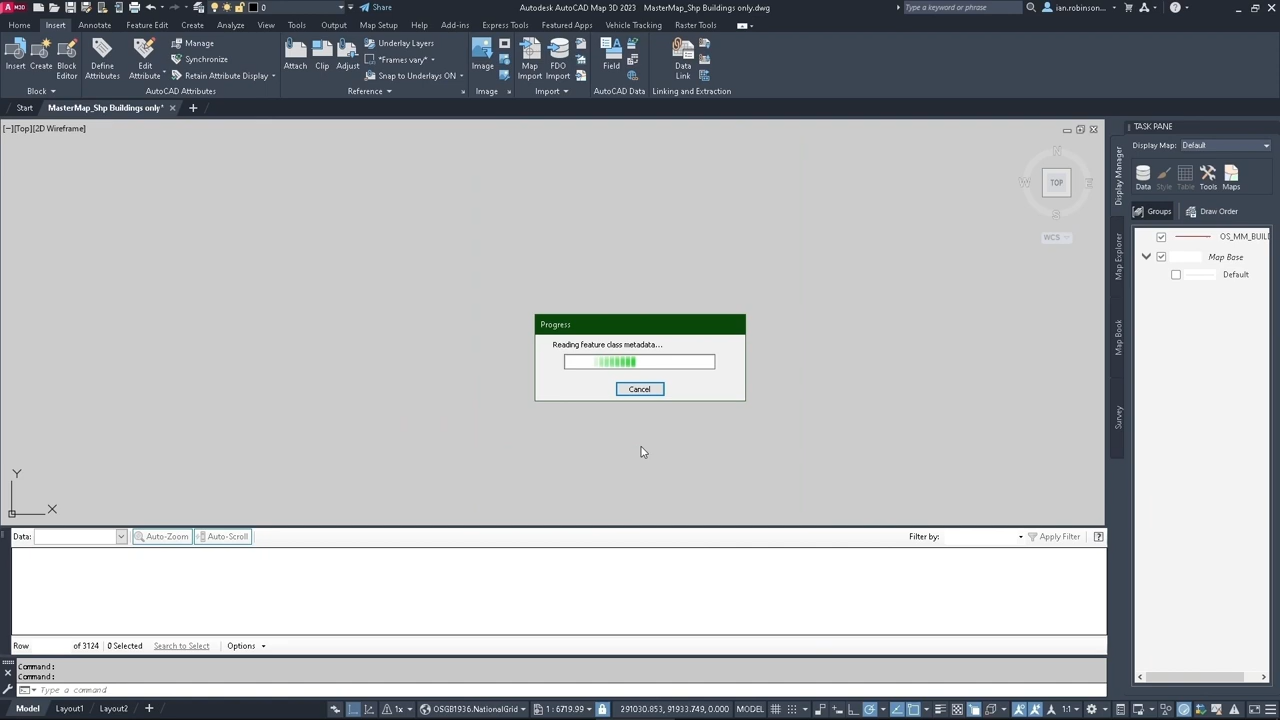 M3D
0
Share
Autodesk AutoCAD Map 3D 2023 MasterMap_Shp Buildings only.dwg
Type a keyword or phrase
ian.robinson...
Home Insert Annotate Feature Edit Create Analyze View Tools Output Map Setup Help Add-ins Express Tools Featured Apps Vehicle Tracking Raster Tools
Manage
Underlay Layers
Synchronize
*Frames vary*
Insert Create Block Editor
Define Attributes
Edit Attribute
Retain Attribute Display
Attach Clip Adjust
Snap to Underlays ON
Image
Map Import
FDO Import
Field
Data Link
Block
AutoCAD Attributes
Reference
Image
Import
AutoCAD Data
Linking and Extraction
Start
MasterMap_Shp Buildings only*
[−][Top][2D Wireframe]
N
W
TOP
E
S
WCS
TASK PANE
Display Map: Default
Data Style Table Tools Maps
Groups Draw Order
OS_MM_BUILD
Map Base
Default
Display Manager
Map Explorer
Map Book
Survey
Progress
Reading feature class metadata...
Cancel
Y
X
Data:
Auto-Zoom Auto-Scroll
Filter by:
Apply Filter
?
Row of 3124 0 Selected Search to Select Options
Command:
Command:
Type a command
Model Layout1 Layout2
1x
OSGB1936.NationalGrid
1 : 6719.99
291030.853, 91933.749, 0.000
MODEL
1:1